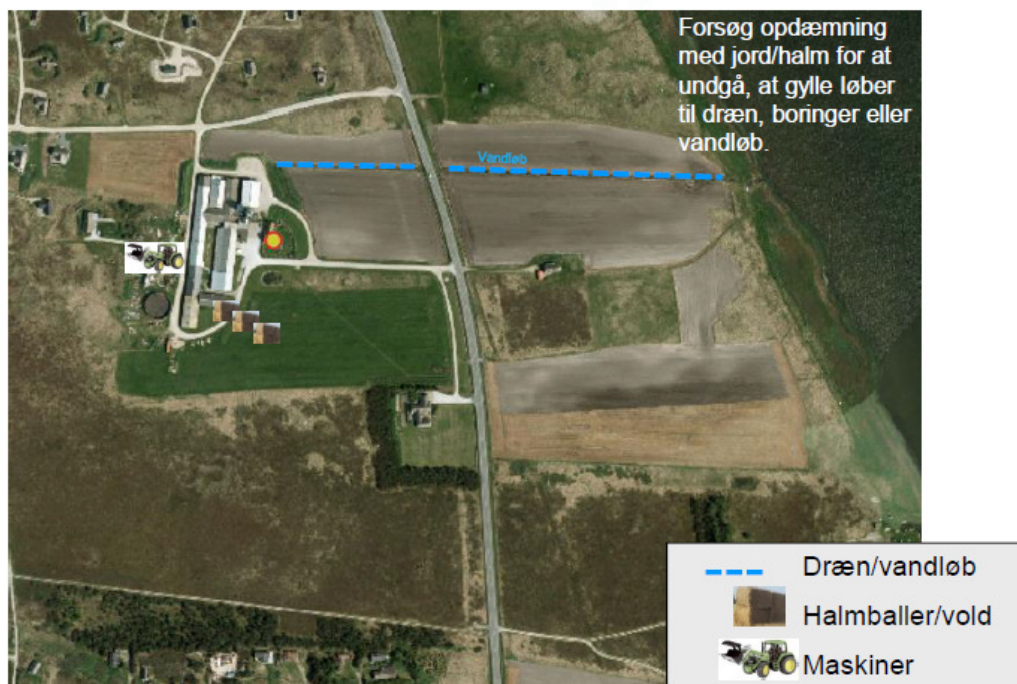 Forsøg opdæmning
med jord/halm for at
undgå, at gylle løber
til dræn, boringer eller
vandløb.
Vandløb
Dræn/vandløb
Halmballer/vold
Maskiner